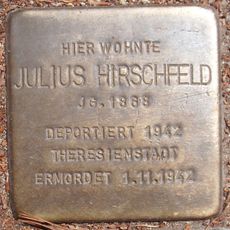 HIER WOHNTE
JULIUS HIRSCHFELD
JG. 1868
DEPORTIERT 1942
THERESIENSTADT
ERMORDET 1.11.1942